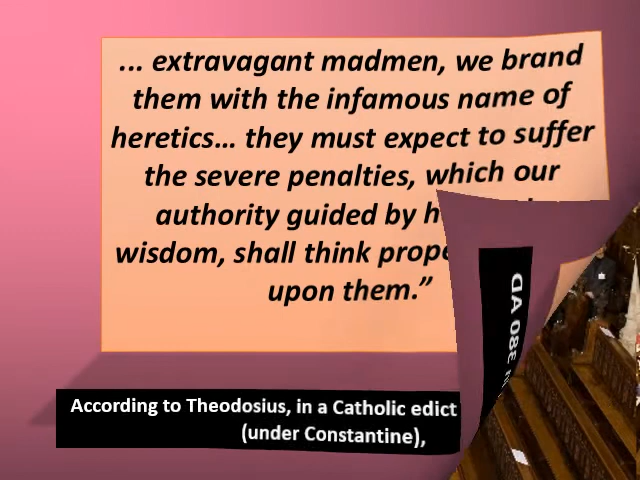 ... extravagant madmen, we brand
them with the infamous name of
heretics... they must expect to suffer
the severe penalties, which our
authority guided by
wisdom, shall think
upon them.”
According to Theodosius, in a Catholic edict
(under Constantine),
380 AD